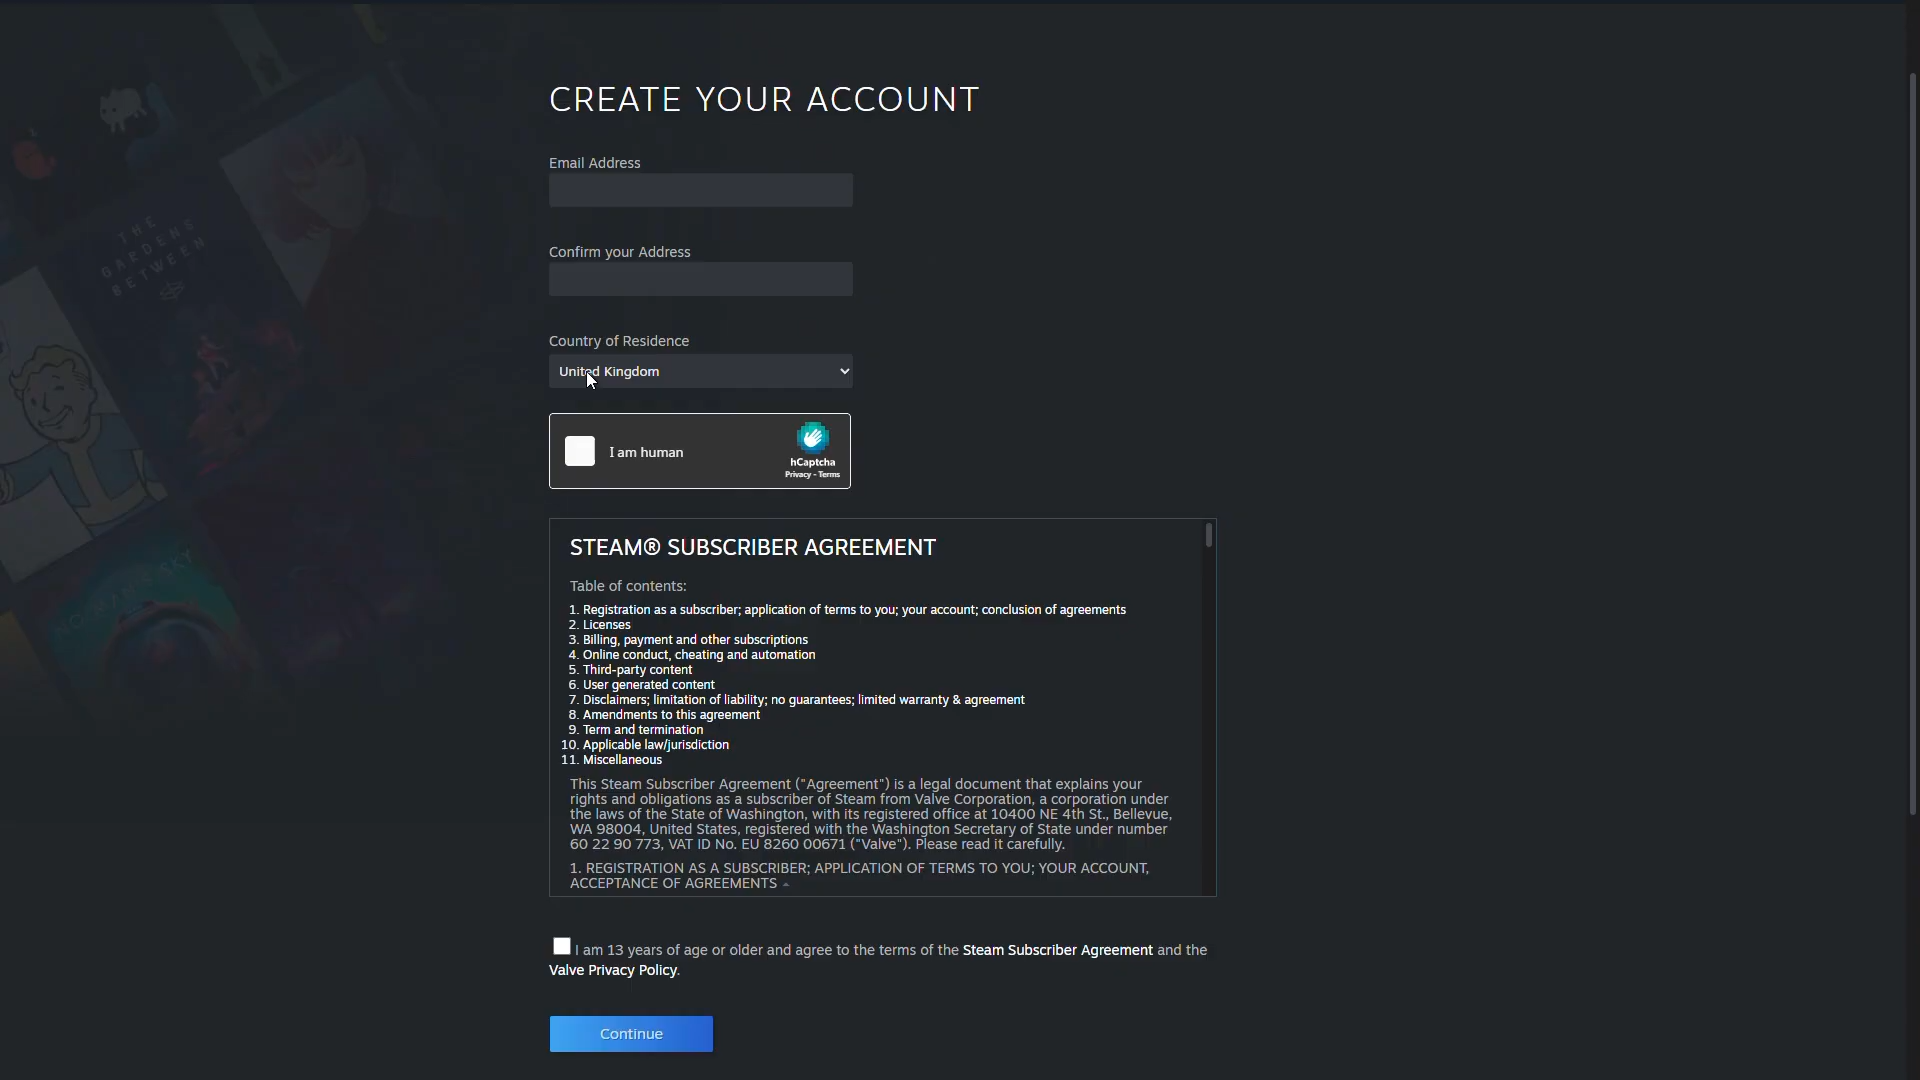 CREATE YOUR ACCOUNT
THE
GARDENS
BETWEEN
Email Address
Confirm your Address
Country of Residence
United Kingdom
I am human
hCaptcha
Privacy - Terms
NO MAN'S SKY
STEAM® SUBSCRIBER AGREEMENT
Table of contents:
1. Registration as a subscriber; application of terms to you; your account; conclusion of agreements
2. Licenses
3. Billing, payment and other subscriptions
4. Online conduct, cheating and automation
5. Third-party content
6. User generated content
7. Disclaimers; limitation of liability; no guarantees; limited warranty & agreement
8. Amendments to this agreement
9. Term and termination
10. Applicable law/jurisdiction
11. Miscellaneous
This Steam Subscriber Agreement ("Agreement") is a legal document that explains your
rights and obligations as a subscriber of Steam from Valve Corporation, a corporation under
the laws of the State of Washington, with its registered office at 10400 NE 4th St., Bellevue,
WA 98004, United States, registered with the Washington Secretary of State under number
60 22 90 773, VAT ID No. EU 8260 00671 ("Valve"). Please read it carefully.
1. REGISTRATION AS A SUBSCRIBER; APPLICATION OF TERMS TO YOU; YOUR ACCOUNT,
ACCEPTANCE OF AGREEMENTS
I am 13 years of age or older and agree to the terms of the Steam Subscriber Agreement and the
Valve Privacy Policy.
Continue